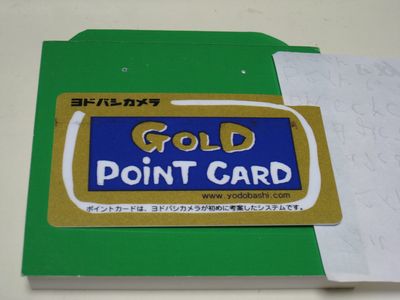 ヨドバシカメラ
GOLD
POINT CARD
www.yodobashi.com
ポイントカードは、ヨドバシカメラが初めに考案したシステムです。